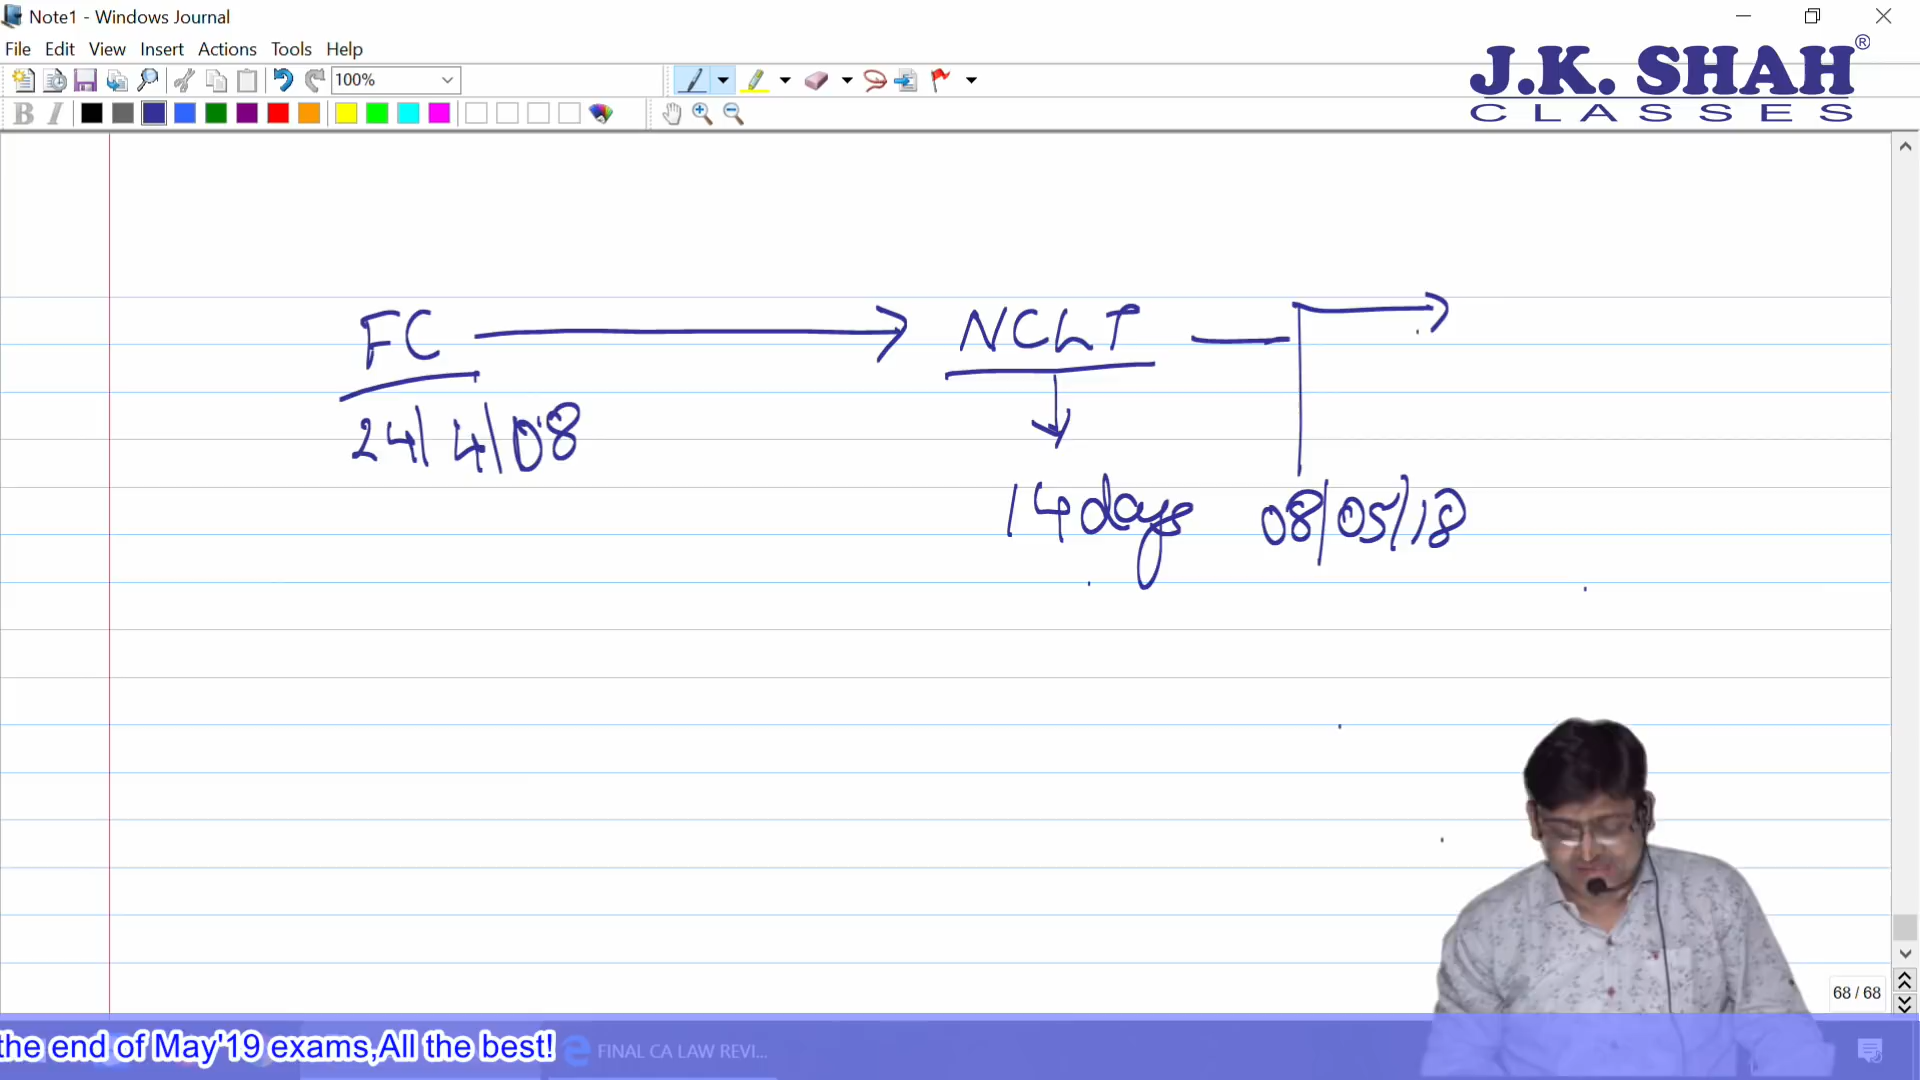 Note1 - Windows Journal
File Edit View Insert Actions Tools Help
100%
J.K. SHAH®
CLASSES
FC NCLT
24/4/08
14 days 08/05/18
68 / 68
the end of May'19 exams,All the best!
FINAL CA LAW REVI...